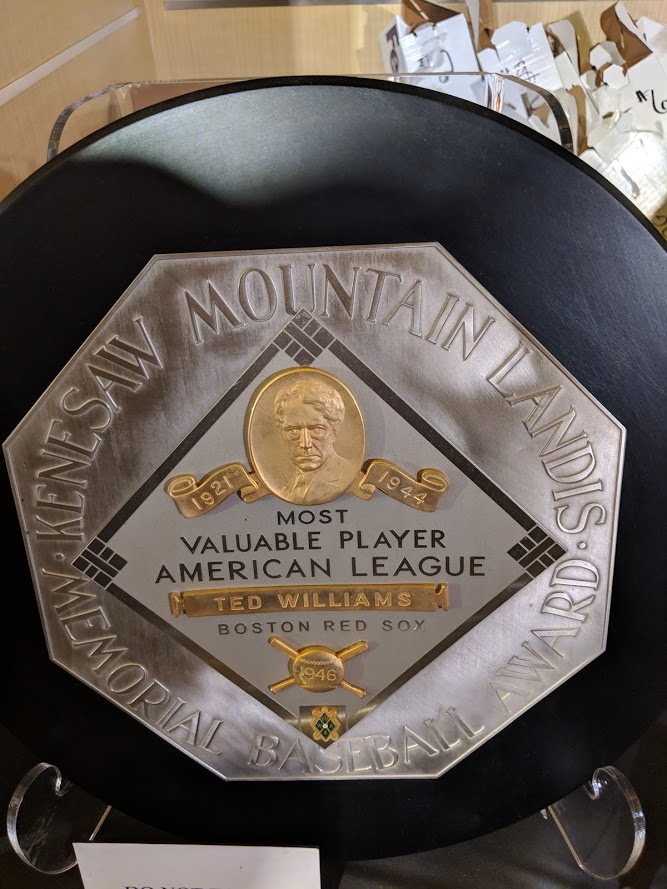 · KENESAW MOUNTAIN LANDIS ·
MEMORIAL BASEBALL AWARD
1921 1944
MOST
VALUABLE PLAYER
AMERICAN LEAGUE
TED WILLIAMS
BOSTON RED SOX
1946